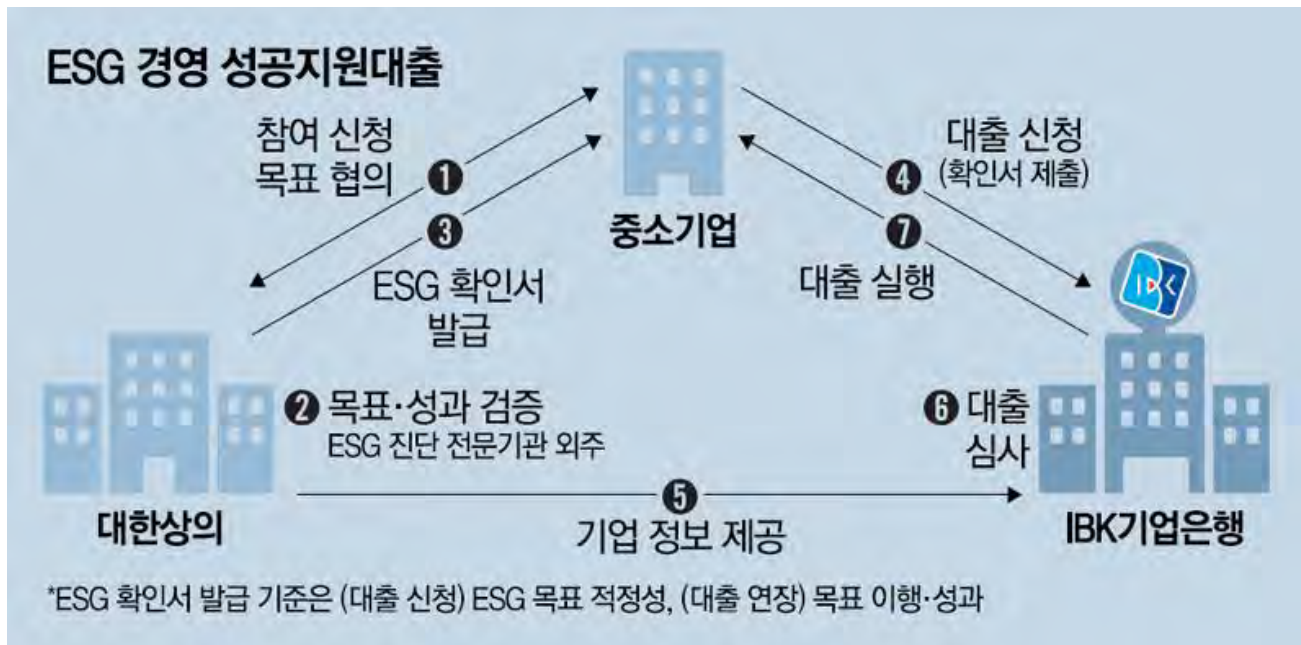 ESG 경영 성공지원대출
참여 신청
목표 협의
❶
❸
ESG 확인서
발급
중소기업
대출 신청
(확인서 제출)
❹
❼
대출 실행
❷ 목표·성과 검증
ESG 진단 전문기관 외주
❻ 대출
심사
❺
기업 정보 제공
대한상의
IBK기업은행
*ESG 확인서 발급 기준은 (대출 신청) ESG 목표 적정성, (대출 연장) 목표 이행·성과